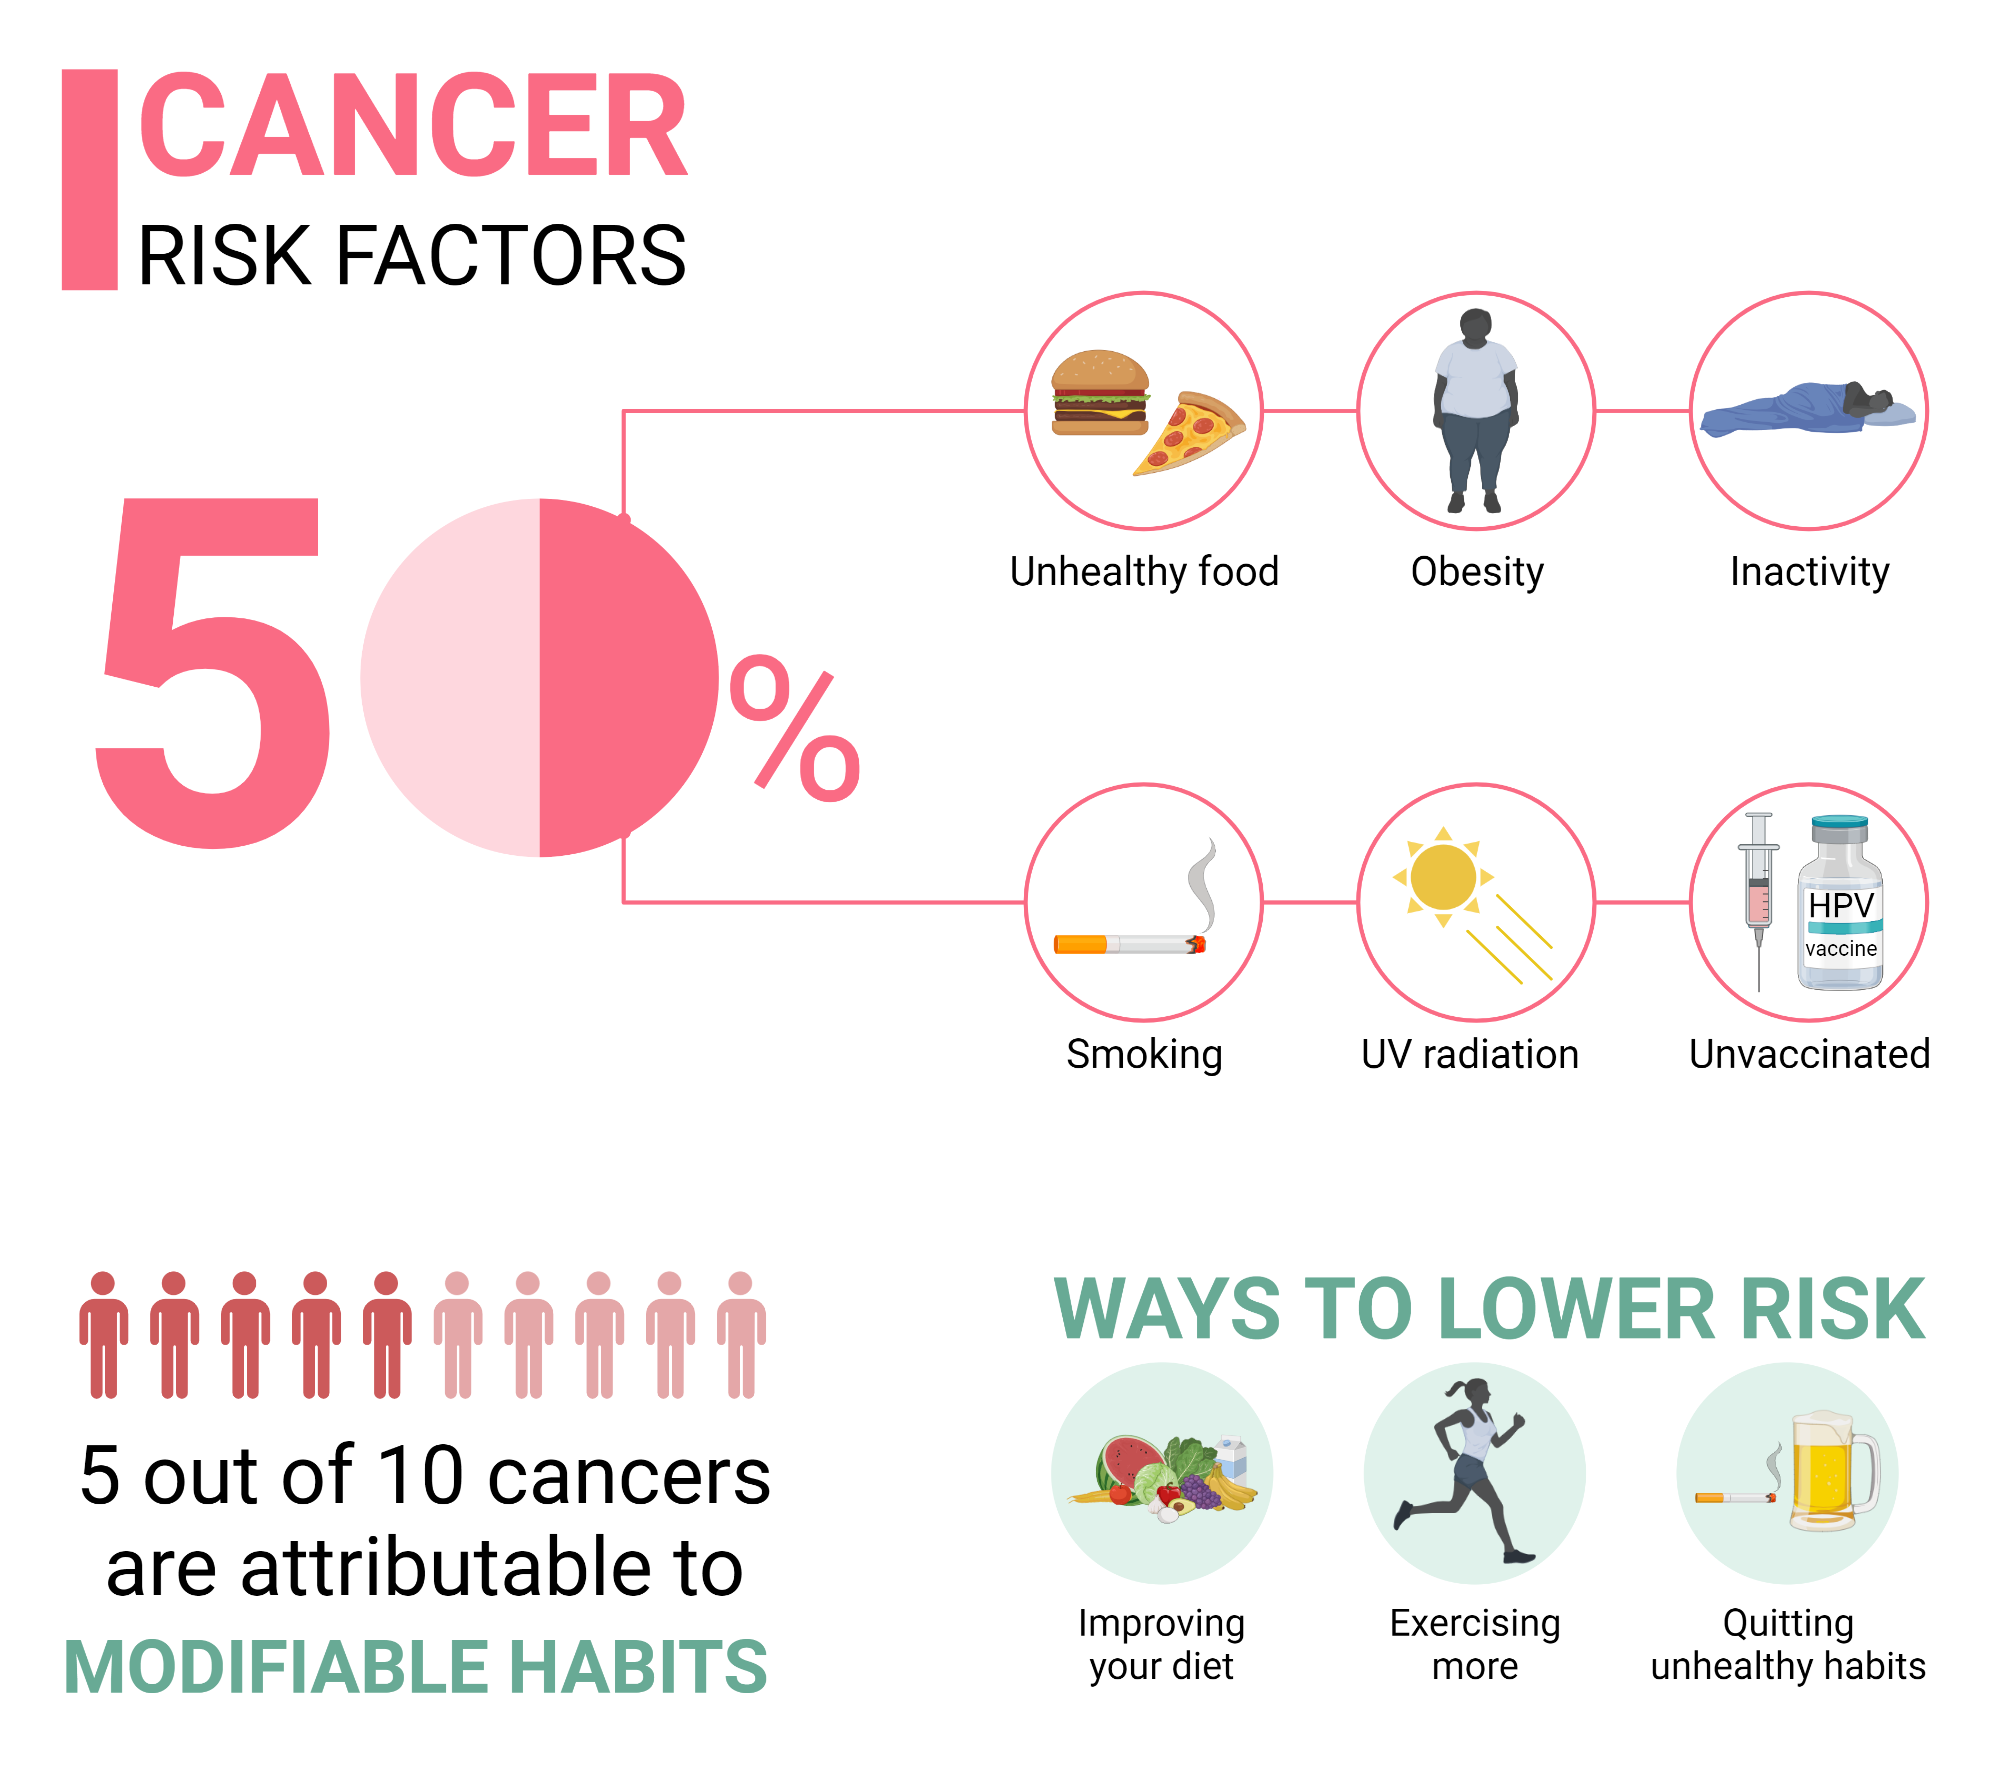 CANCER
RISK FACTORS
50%
Unhealthy food
Obesity
Inactivity
Smoking
UV radiation
HPV
vaccine
Unvaccinated
5 out of 10 cancers
are attributable to
MODIFIABLE HABITS
WAYS TO LOWER RISK
Improving
your diet
Exercising
more
Quitting
unhealthy habits